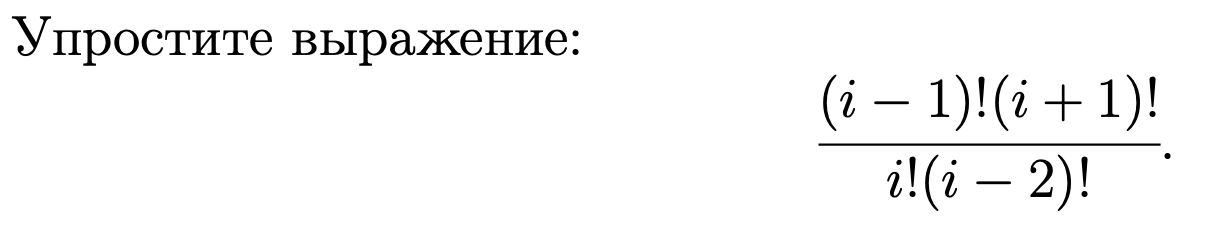 Упростите выражение:
(i − 1)!(i + 1)!
i!(i − 2)!.